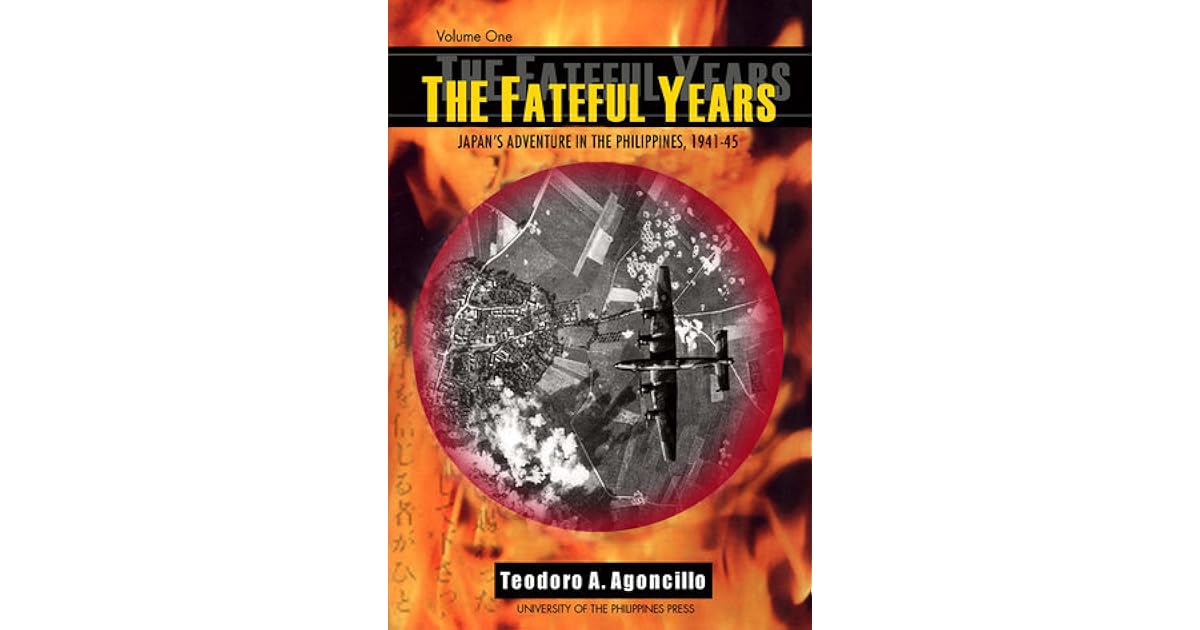 Volume One
THE FATEFUL YEARS
THE FATEFUL YEARS
JAPAN'S ADVENTURE IN THE PHILIPPINES, 1941-45
Teodoro A. Agoncillo
UNIVERSITY OF THE PHILIPPINES PRESS